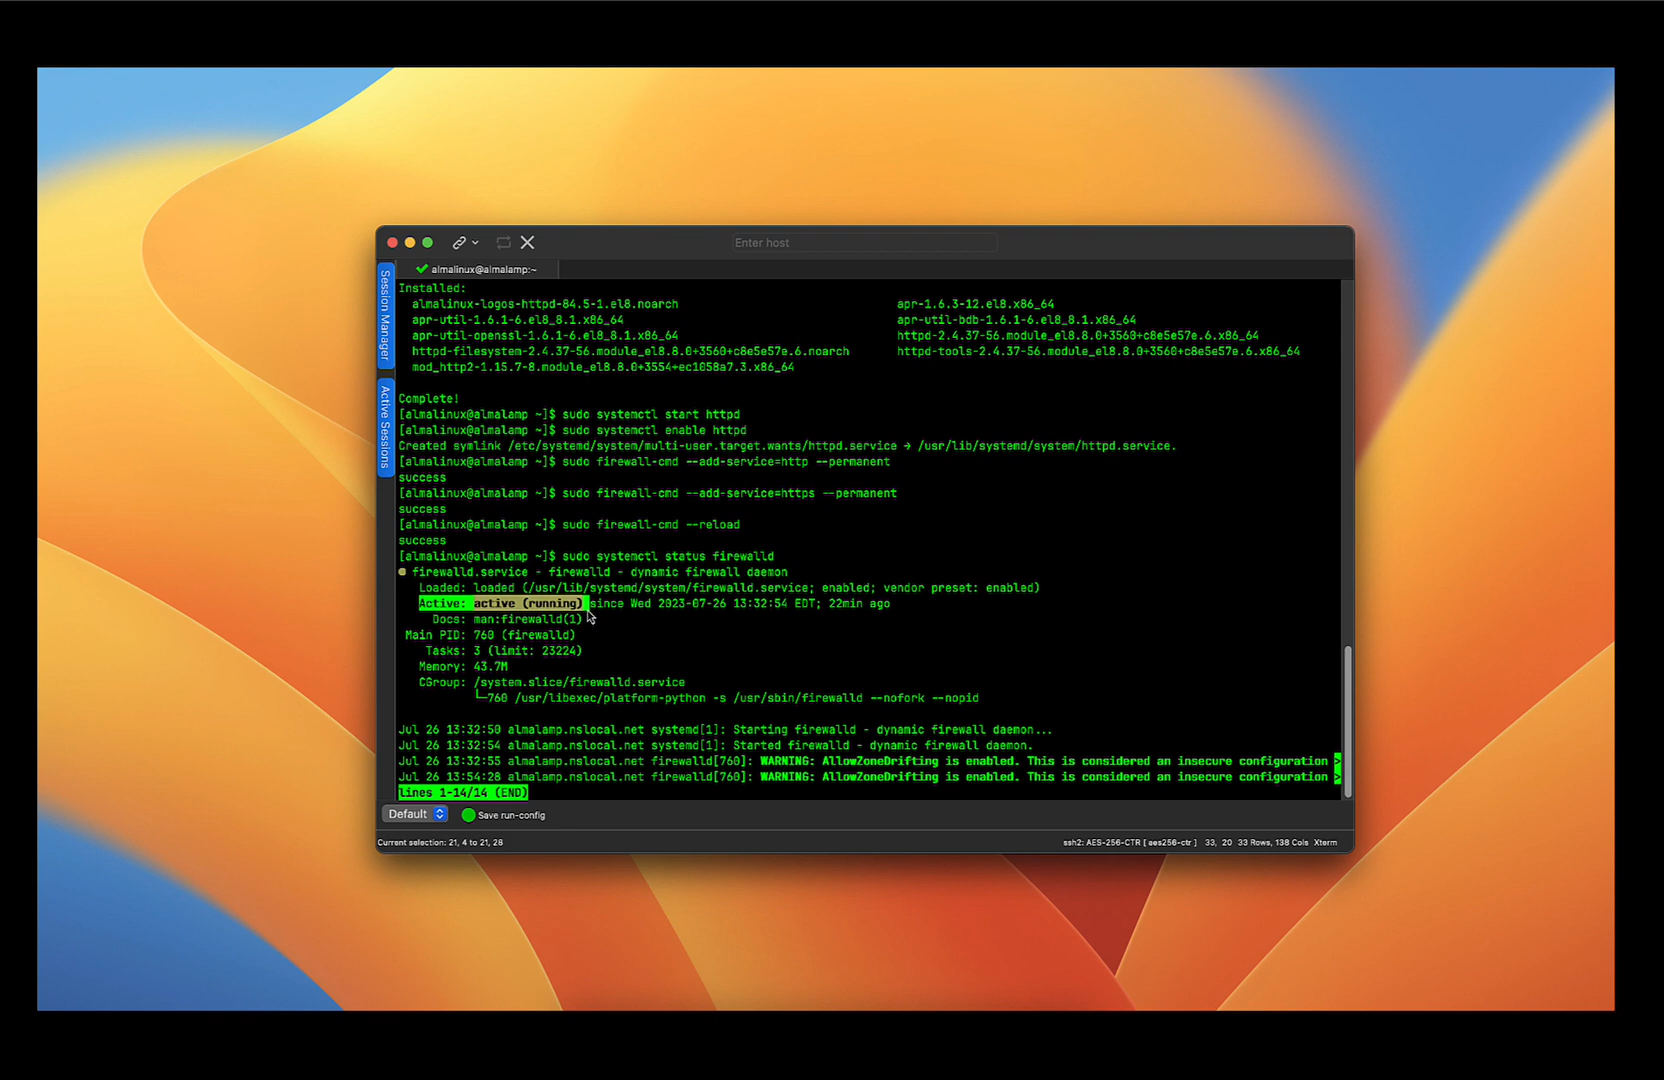 Enter host
almalinux@almalamp:~
Session Manager
Active Sessions
Installed:
almalinux-logos-httpd-84.5-1.el8.noarch apr-1.6.3-12.el8.x86_64
apr-util-1.6.1-6.el8_8.1.x86_64 apr-util-bdb-1.6.1-6.el8_8.1.x86_64
apr-util-openssl-1.6.1-6.el8_8.1.x86_64 httpd-2.4.37-56.module_el8.8.0+3560+c8e5e57e.6.x86_64
httpd-filesystem-2.4.37-56.module_el8.8.0+3560+c8e5e57e.6.noarch httpd-tools-2.4.37-56.module_el8.8.0+3560+c8e5e57e.6.x86_64
mod_http2-1.15.7-8.module_el8.8.0+3554+ec1058a7.3.x86_64
Complete!
[almalinux@almalamp ~]$ sudo systemctl start httpd
[almalinux@almalamp ~]$ sudo systemctl enable httpd
Created symlink /etc/systemd/system/multi-user.target.wants/httpd.service → /usr/lib/systemd/system/httpd.service.
[almalinux@almalamp ~]$ sudo firewall-cmd --add-service=http --permanent
success
[almalinux@almalamp ~]$ sudo firewall-cmd --add-service=https --permanent
success
[almalinux@almalamp ~]$ sudo firewall-cmd --reload
success
[almalinux@almalamp ~]$ sudo systemctl status firewalld
● firewalld.service - firewalld - dynamic firewall daemon
Loaded: loaded (/usr/lib/systemd/system/firewalld.service; enabled; vendor preset: enabled)
Active: active (running) since Wed 2023-07-26 13:32:54 EDT; 22min ago
Docs: man:firewalld(1)
Main PID: 760 (firewalld)
Tasks: 3 (limit: 23224)
Memory: 43.7M
CGroup: /system.slice/firewalld.service
└─760 /usr/libexec/platform-python -s /usr/sbin/firewalld --nofork --nopid
Jul 26 13:32:50 almalamp.nslocal.net systemd[1]: Starting firewalld - dynamic firewall daemon...
Jul 26 13:32:54 almalamp.nslocal.net systemd[1]: Started firewalld - dynamic firewall daemon.
Jul 26 13:32:55 almalamp.nslocal.net firewalld[760]: WARNING: AllowZoneDrifting is enabled. This is considered an insecure configuration >
Jul 26 13:54:28 almalamp.nslocal.net firewalld[760]: WARNING: AllowZoneDrifting is enabled. This is considered an insecure configuration >
lines 1-14/14 (END)
Default Save run-config
Current selection: 21, 4 to 21, 28 ssh2: AES-256-CTR [ aes256-ctr ] 33, 20 33 Rows, 138 Cols Xterm